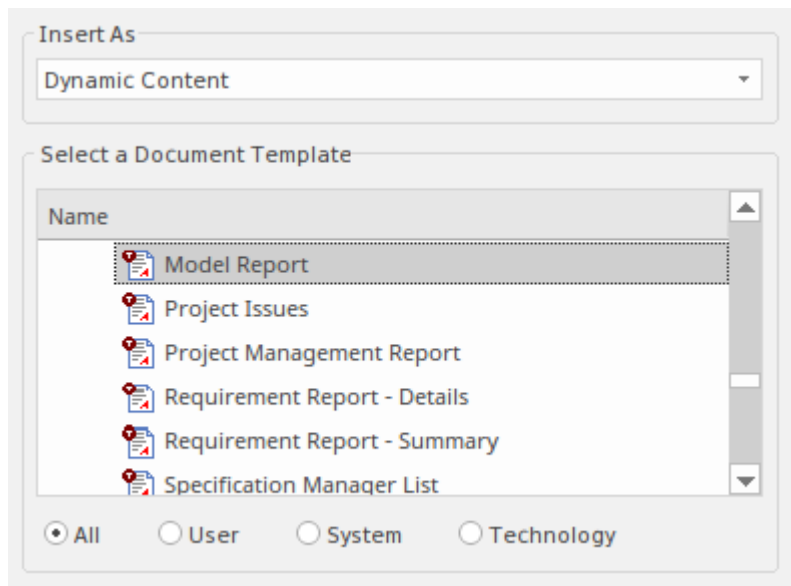 Insert As
Dynamic Content
Select a Document Template
Name
Model Report
Project Issues
Project Management Report
Requirement Report - Details
Requirement Report - Summary
Specification Manager List
All User System Technology